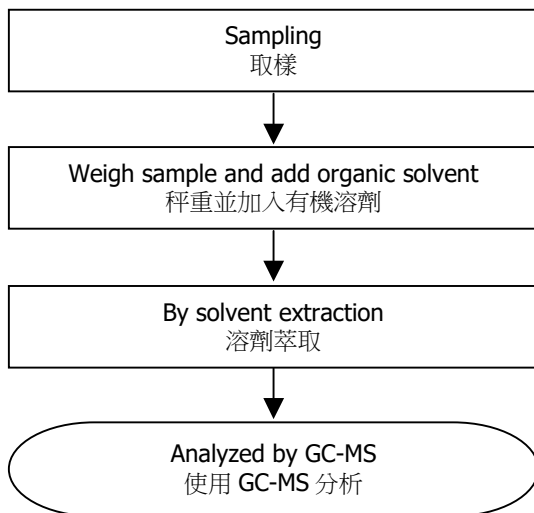 Sampling
取樣
Weigh sample and add organic solvent
秤重並加入有機溶劑
By solvent extraction
溶劑萃取
Analyzed by GC-MS
使用 GC-MS 分析